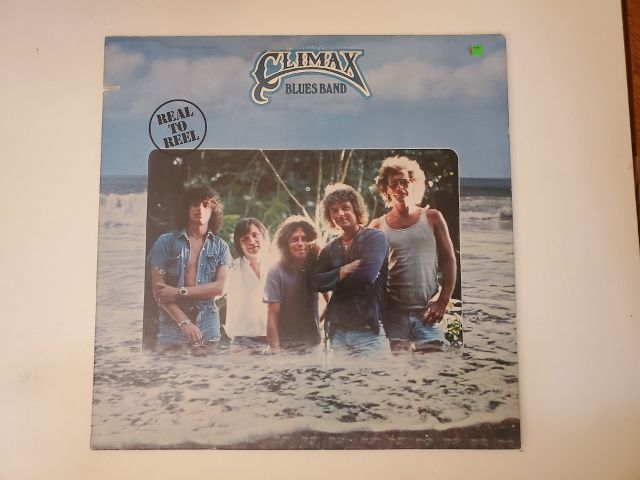 CLIMAX
BLUES BAND
REAL
TO
REEL